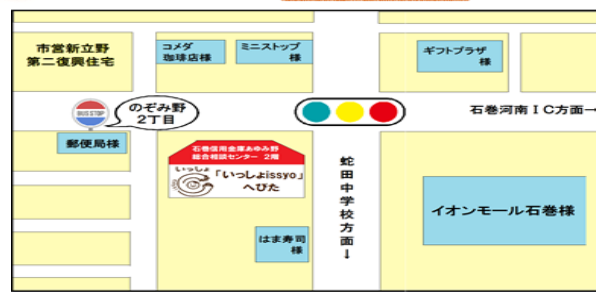 市営新立野
第二復興住宅
コメダ
珈琲店様
ミニストップ
様
ギフトプラザ
様
BUS STOP
のぞみ野
2丁目
石巻河南IC方面→
郵便局様
石巻信用金庫あゆみ野
総合相談センター 2階
いっしょ
「いっしょissyo」
へびた
蛇田中学校方面↓
イオンモール石巻様
はま寿司
様